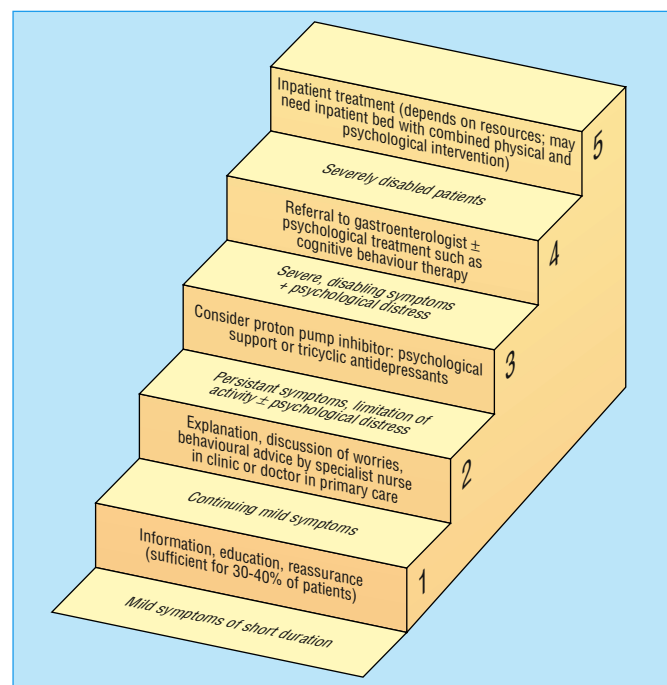 Inpatient treatment (depends on resources; may
need inpatient bed with combined physical and
psychological intervention)
5
Severely disabled patients
Referral to gastroenterologist ±
psychological treatment such as
cognitive behaviour therapy
4
Severe, disabling symptoms
+ psychological distress
Consider proton pump inhibitor: psychological
support or tricyclic antidepressants
3
Persistant symptoms, limitation of
activity ± psychological distress
Explanation, discussion of worries,
behavioural advice by specialist nurse
in clinic or doctor in primary care
2
Continuing mild symptoms
Information, education, reassurance
(sufficient for 30-40% of patients)
1
Mild symptoms of short duration